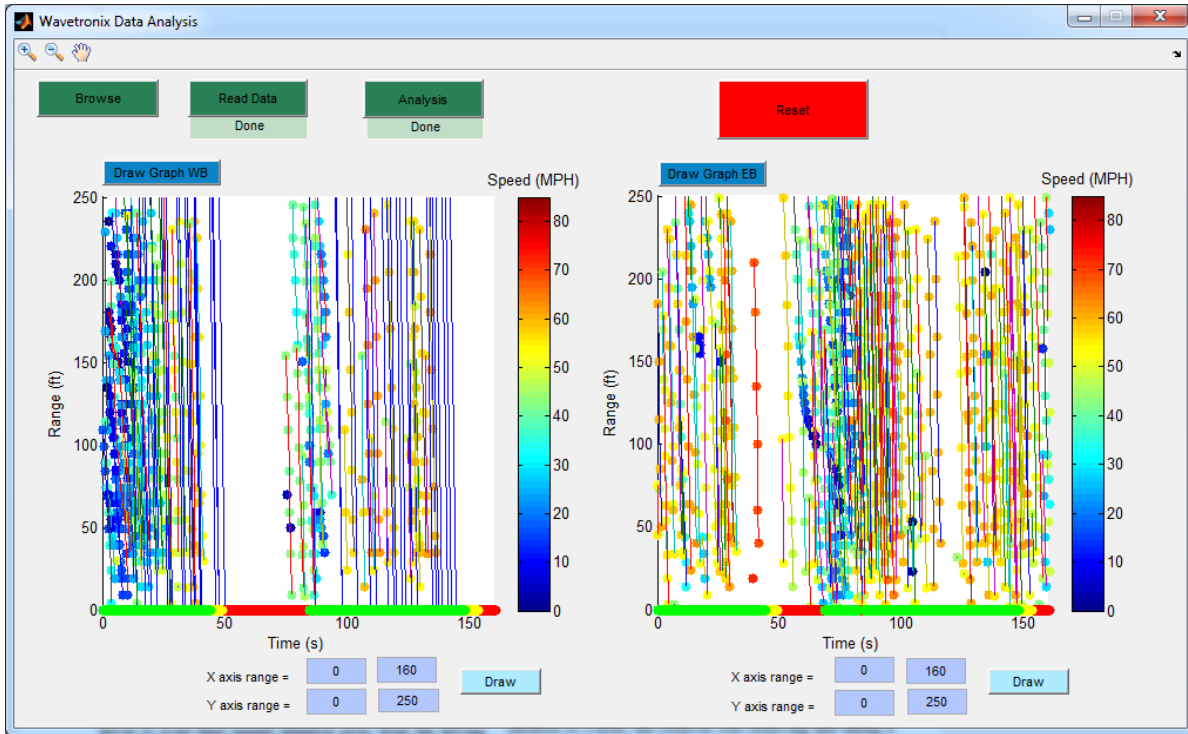 Wavetronix Data Analysis
Browse
Read Data
Analysis
Reset
Done
Done
Draw Graph WB
Speed (MPH)
Draw Graph EB
Speed (MPH)
250
200
150
100
50
0
Range (ft)
0
50
100
150
Time (s)
80
70
60
50
40
30
20
10
0
250
200
150
100
50
0
Range (ft)
0
50
100
150
Time (s)
80
70
60
50
40
30
20
10
0
X axis range =
0
160
Y axis range =
0
250
Draw
X axis range =
0
160
Y axis range =
0
250
Draw